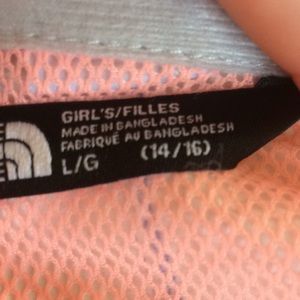 GIRL'S/FILLES
MADE IN BANGLADESH
FABRIQUÉ AU BANGLADESH
L/G (14/16)